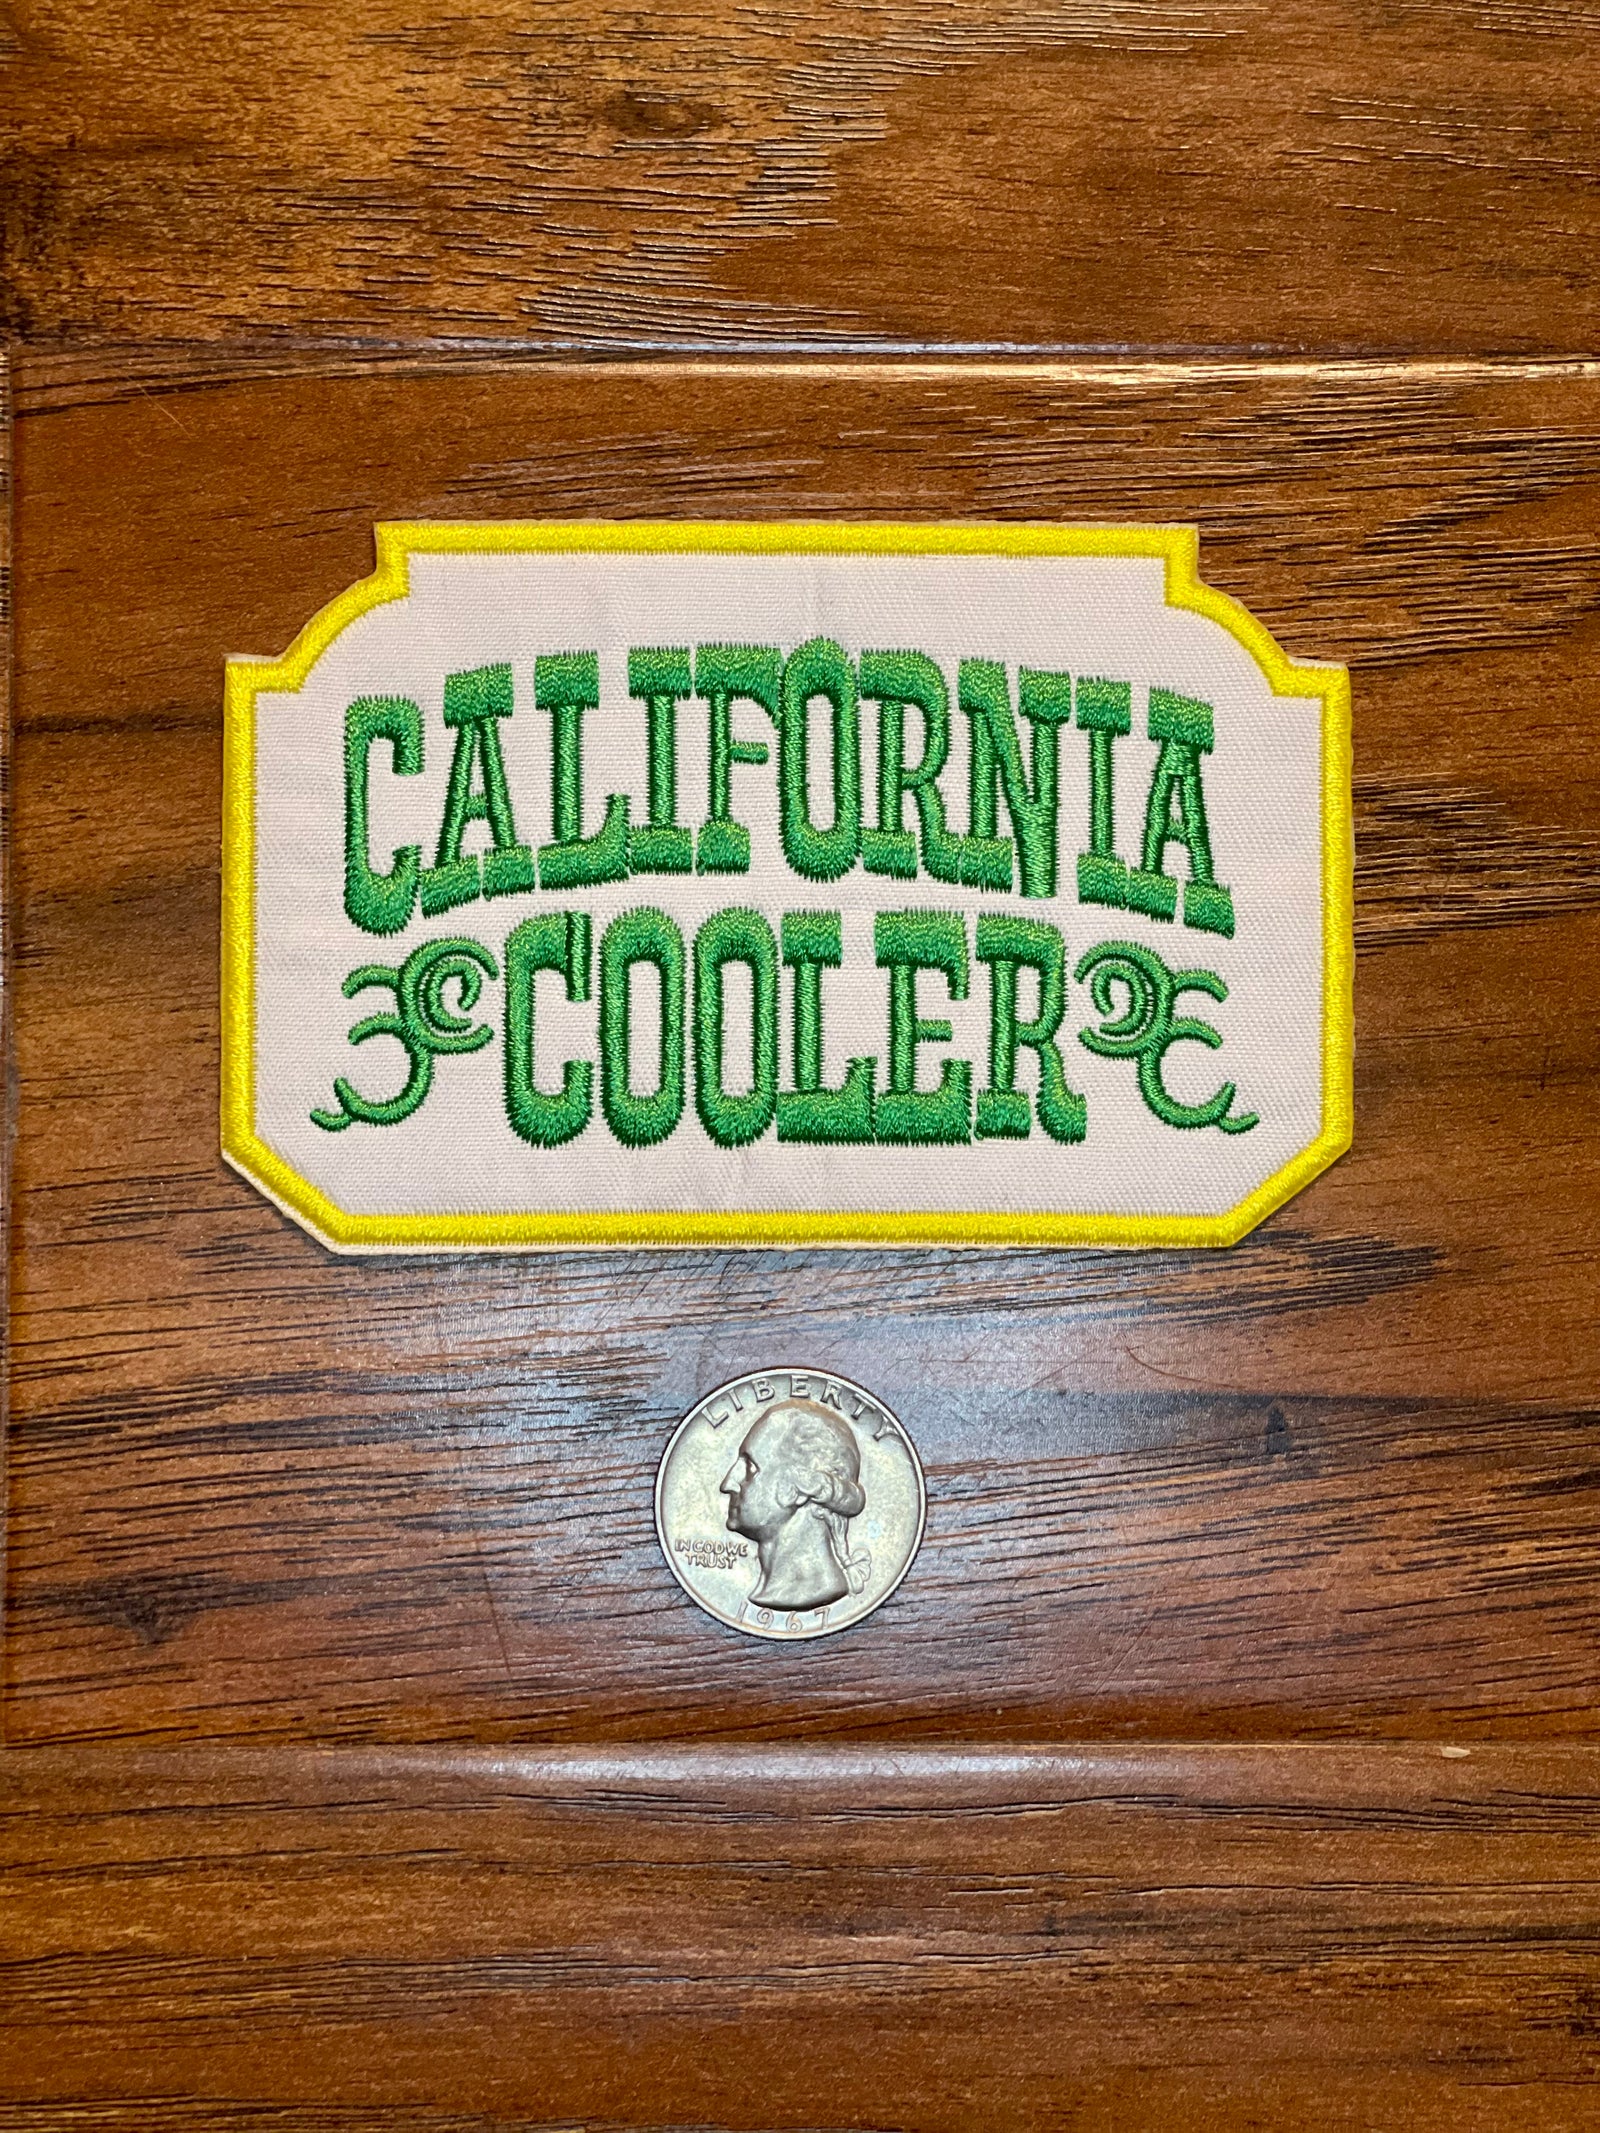 CALIFORNIA
COOLER
LIBERTY
IN GOD WE
TRUST
1967